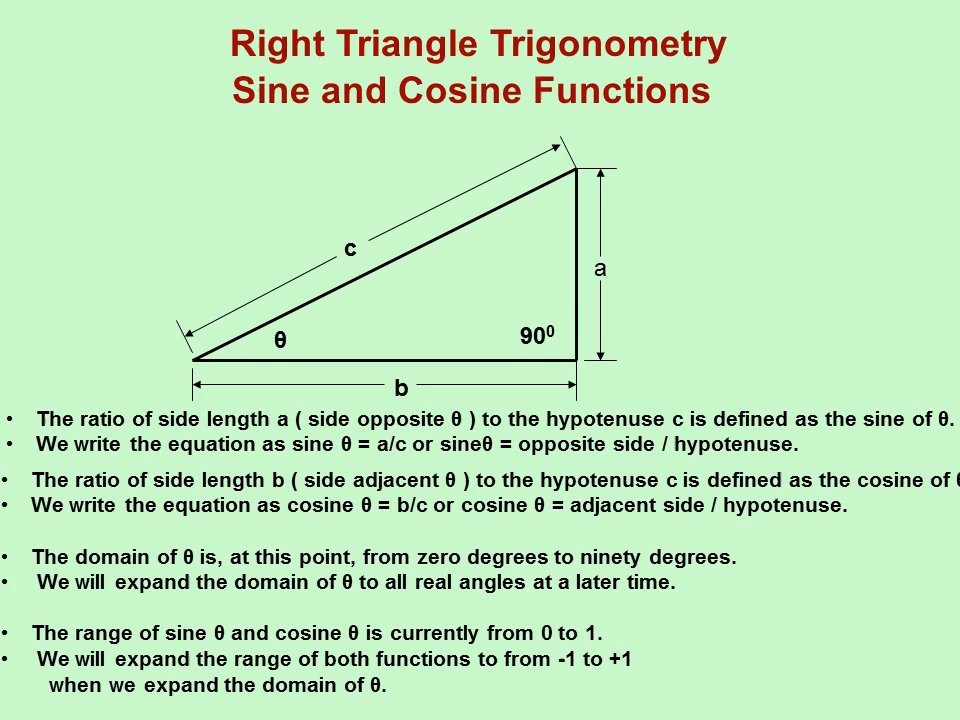 Right Triangle Trigonometry
Sine and Cosine Functions
c
a
θ
90⁰
b
• The ratio of side length a ( side opposite θ ) to the hypotenuse c is defined as the sine of θ.
• We write the equation as sine θ = a/c or sineθ = opposite side / hypotenuse.
• The ratio of side length b ( side adjacent θ ) to the hypotenuse c is defined as the cosine of θ
• We write the equation as cosine θ = b/c or cosine θ = adjacent side / hypotenuse.
• The domain of θ is, at this point, from zero degrees to ninety degrees.
• We will expand the domain of θ to all real angles at a later time.
• The range of sine θ and cosine θ is currently from 0 to 1.
• We will expand the range of both functions to from -1 to +1
when we expand the domain of θ.